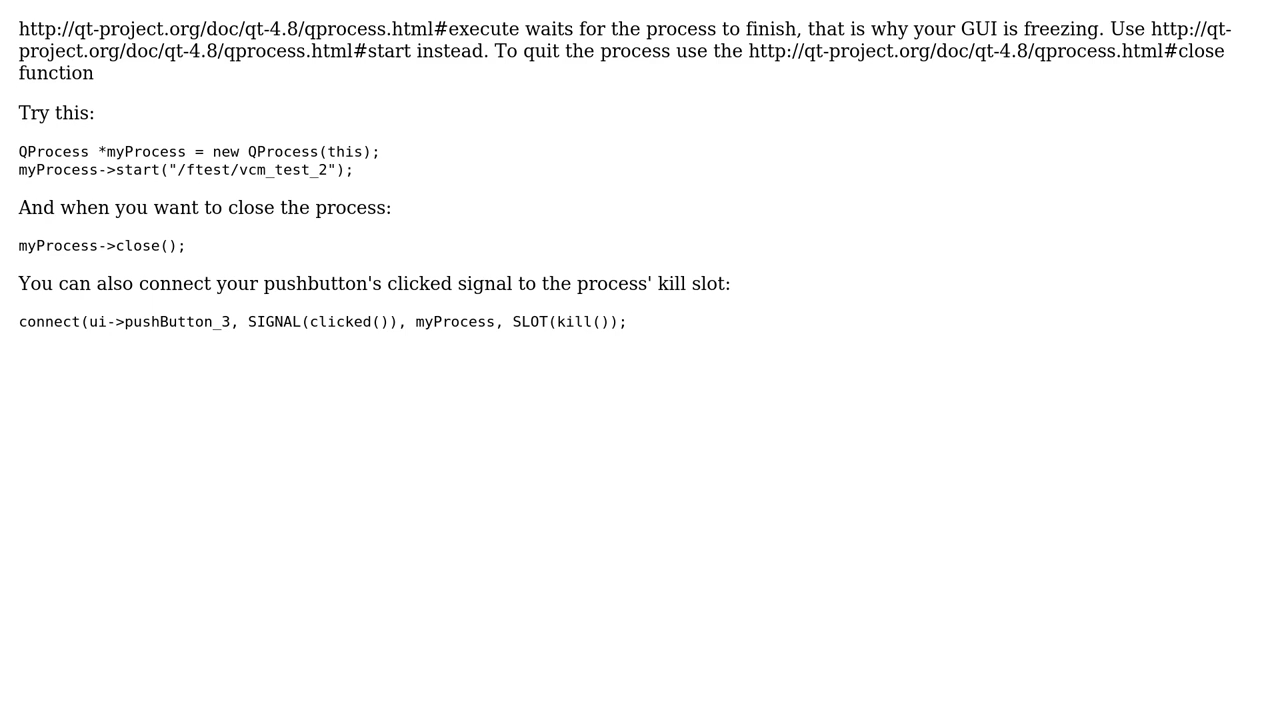 http://qt-project.org/doc/qt-4.8/qprocess.html#execute waits for the process to finish, that is why your GUI is freezing. Use http://qt-
project.org/doc/qt-4.8/qprocess.html#start instead. To quit the process use the http://qt-project.org/doc/qt-4.8/qprocess.html#close
function
Try this:
QProcess *myProcess = new QProcess(this);
myProcess->start("/ftest/vcm_test_2");
And when you want to close the process:
myProcess->close();
You can also connect your pushbutton's clicked signal to the process' kill slot:
connect(ui->pushButton_3, SIGNAL(clicked()), myProcess, SLOT(kill());